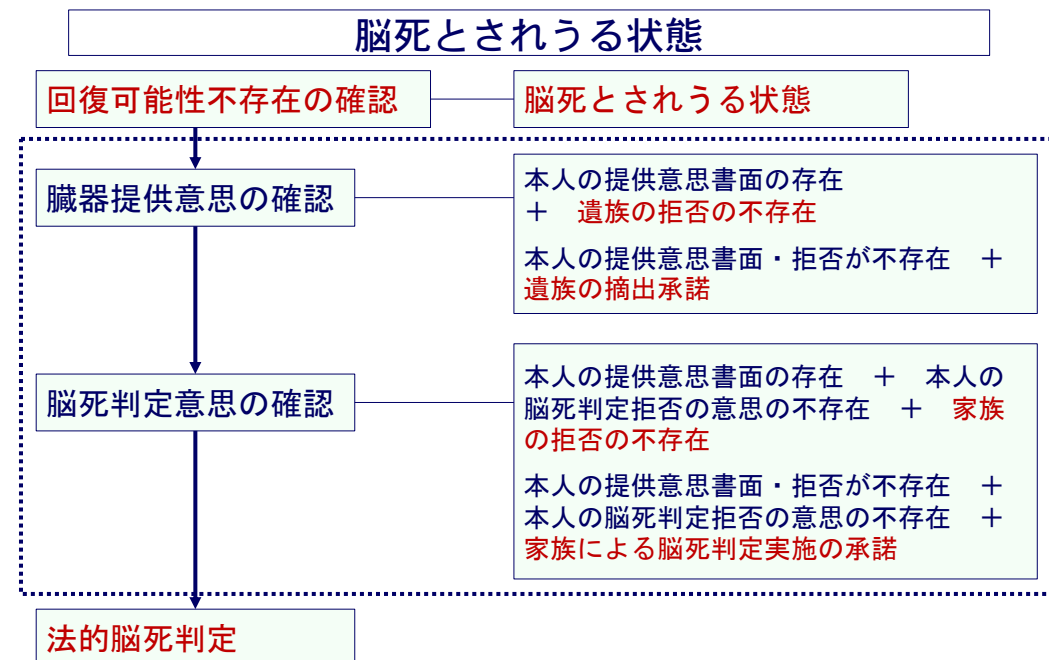 脳死とされうる状態
回復可能性不存在の確認
脳死とされうる状態
臓器提供意思の確認
本人の提供意思書面の存在
＋　遺族の拒否の不存在
本人の提供意思書面・拒否が不存在　＋
遺族の摘出承諾
脳死判定意思の確認
本人の提供意思書面の存在　＋　本人の
脳死判定拒否の意思の不存在　＋　家族
の拒否の不存在
本人の提供意思書面・拒否が不存在　＋
本人の脳死判定拒否の意思の不存在　＋
家族による脳死判定実施の承諾
法的脳死判定